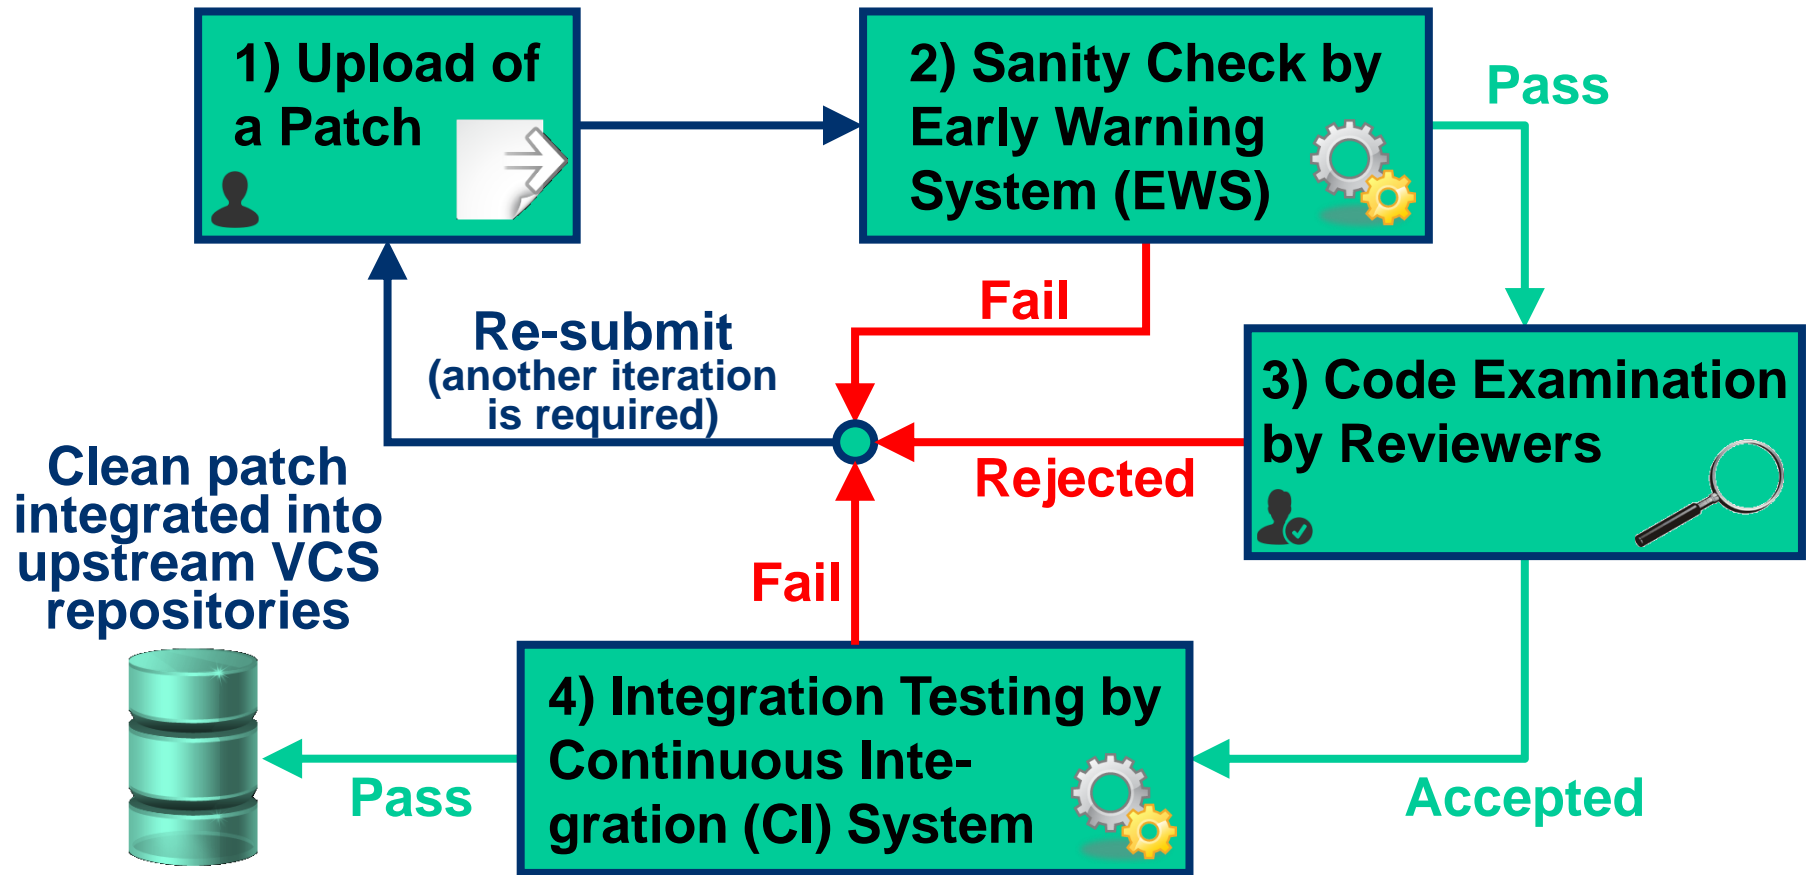 1) Upload of
a Patch
2) Sanity Check by
Early Warning
System (EWS)
Pass
Fail
Re-submit
(another iteration
is required)
3) Code Examination
by Reviewers
Rejected
Clean patch
integrated into
upstream VCS
repositories
Fail
4) Integration Testing by
Continuous Inte-
gration (CI) System
Pass
Accepted